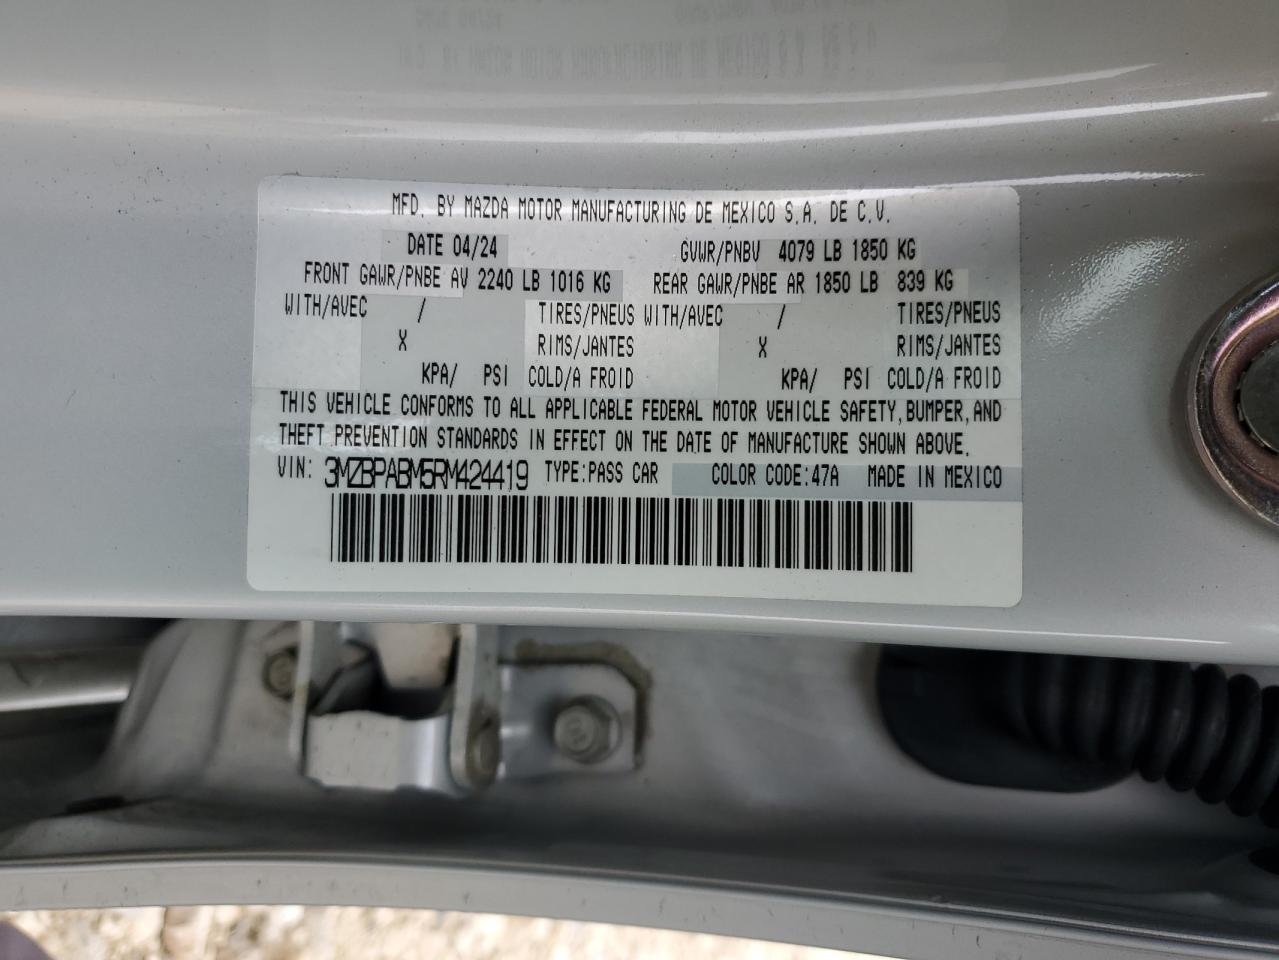 MFD. BY MAZDA MOTOR MANUFACTURING DE MEXICO S.A. DE C.V.
DATE 04/24 GVWR/PNBV 4079 LB 1850 KG
FRONT GAWR/PNBE AV 2240 LB 1016 KG REAR GAWR/PNBE AR 1850 LB 839 KG
WITH/AVEC / TIRES/PNEUS WITH/AVEC / TIRES/PNEUS
X RIMS/JANTES X RIMS/JANTES
KPA/ PSI COLD/A FROID KPA/ PSI COLD/A FROID
THIS VEHICLE CONFORMS TO ALL APPLICABLE FEDERAL MOTOR VEHICLE SAFETY, BUMPER, AND
THEFT PREVENTION STANDARDS IN EFFECT ON THE DATE OF MANUFACTURE SHOWN ABOVE.
VIN: 3MZBPABM5RM424419 TYPE:PASS CAR COLOR CODE:47A MADE IN MEXICO